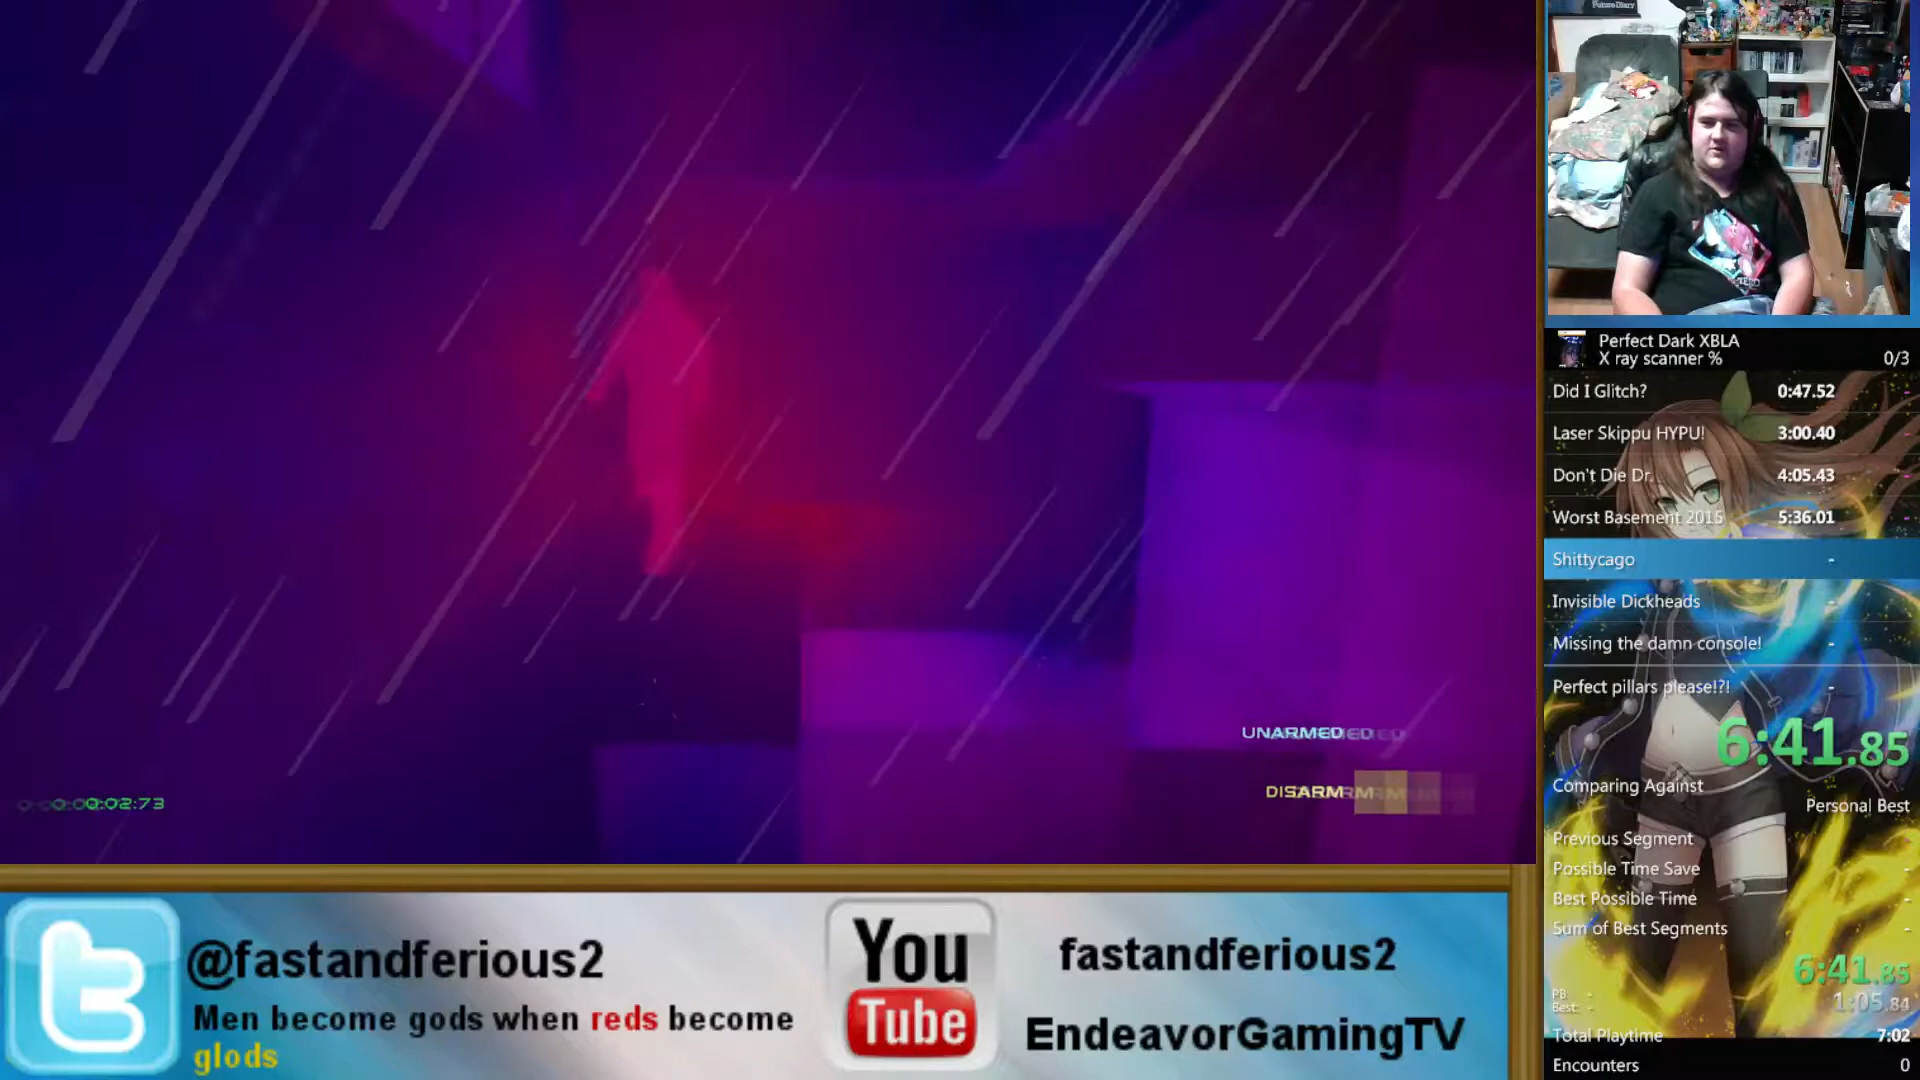 UNARMED
DISARM
0:02:73
Future Diary
Perfect Dark XBLA
X ray scanner %
0/3
Did I Glitch? 0:47.52 -
Laser Skippu HYPU! 3:00.40 -
Don't Die Dr. 4:05.43 -
Worst Basement 2015 5:36.01 -
Shittycago -
Invisible Dickheads -
Missing the damn console! -
Perfect pillars please!?! -
6:41.85
Comparing Against
Personal Best
Previous Segment -
Possible Time Save -
Best Possible Time -
Sum of Best Segments -
6:41.85
PB: -
Best: -
1:05.84
Total Playtime 7:02
Encounters 0
@fastandferious2
Men become gods when reds become
glods
You
Tube
fastandferious2
EndeavorGamingTV